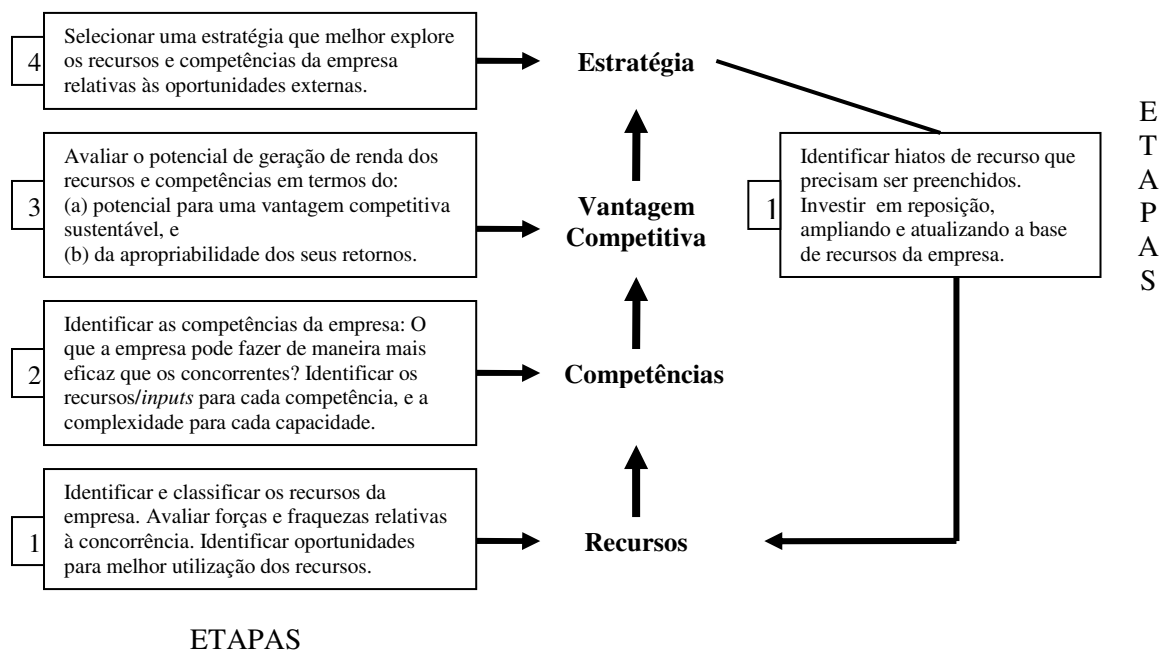 4
Selecionar uma estratégia que melhor explore
os recursos e competências da empresa
relativas às oportunidades externas.
Estratégia
3
Avaliar o potencial de geração de renda dos
recursos e competências em termos do:
(a) potencial para uma vantagem competitiva
sustentável, e
(b) da apropriabilidade dos seus retornos.
Vantagem
Competitiva
1
Identificar hiatos de recurso que
precisam ser preenchidos.
Investir em reposição,
ampliando e atualizando a base
de recursos da empresa.
E
T
A
P
A
S
2
Identificar as competências da empresa: O
que a empresa pode fazer de maneira mais
eficaz que os concorrentes? Identificar os
recursos/inputs para cada competência, e a
complexidade para cada capacidade.
Competências
1
Identificar e classificar os recursos da
empresa. Avaliar forças e fraquezas relativas
à concorrência. Identificar oportunidades
para melhor utilização dos recursos.
Recursos
ETAPAS